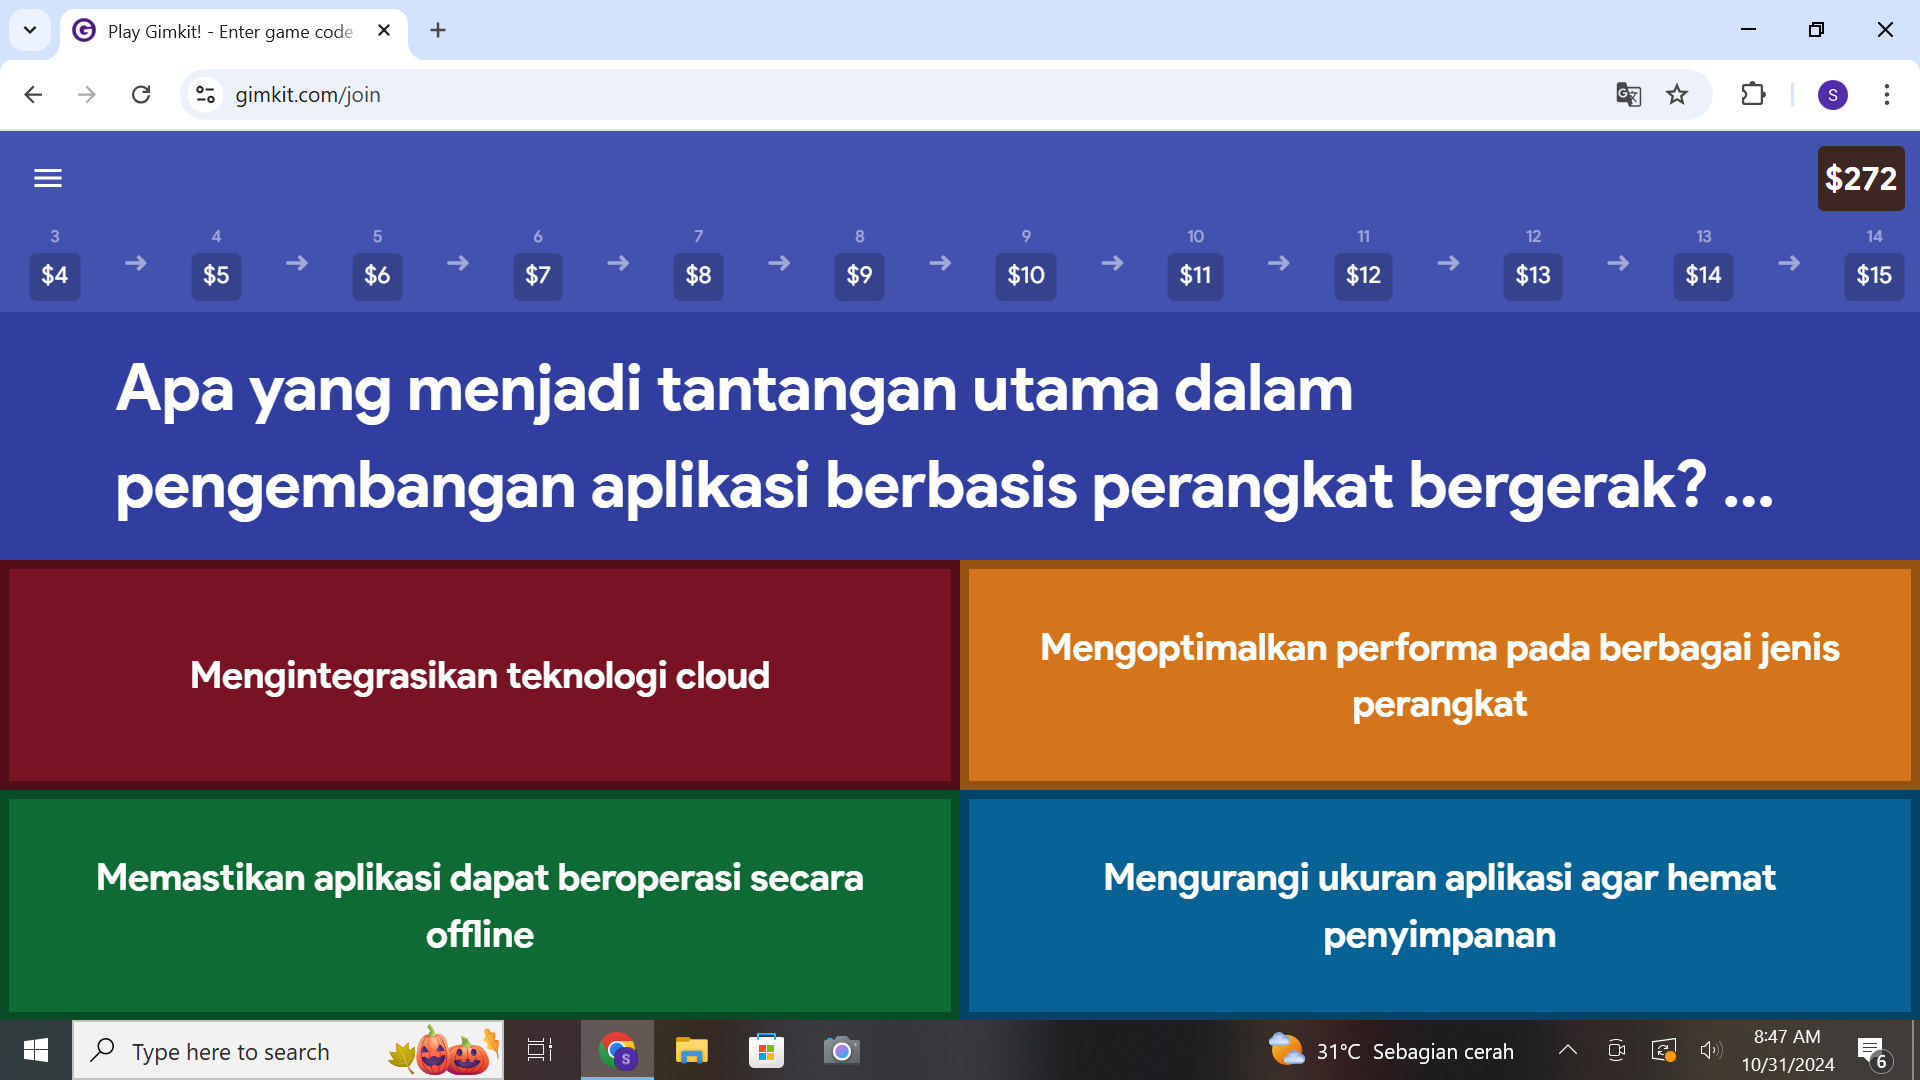 Play Gimkit! - Enter game code
gimkit.com/join
S
$272
3 4 5 6 7 8 9 10 11 12 13 14
$4 $5 $6 $7 $8 $9 $10 $11 $12 $13 $14 $15
Apa yang menjadi tantangan utama dalam
pengembangan aplikasi berbasis perangkat bergerak? ...
Mengintegrasikan teknologi cloud
Mengoptimalkan performa pada berbagai jenis
perangkat
Memastikan aplikasi dapat beroperasi secara
offline
Mengurangi ukuran aplikasi agar hemat
penyimpanan
Type here to search
S
31°C Sebagian cerah
8:47 AM
10/31/2024
6